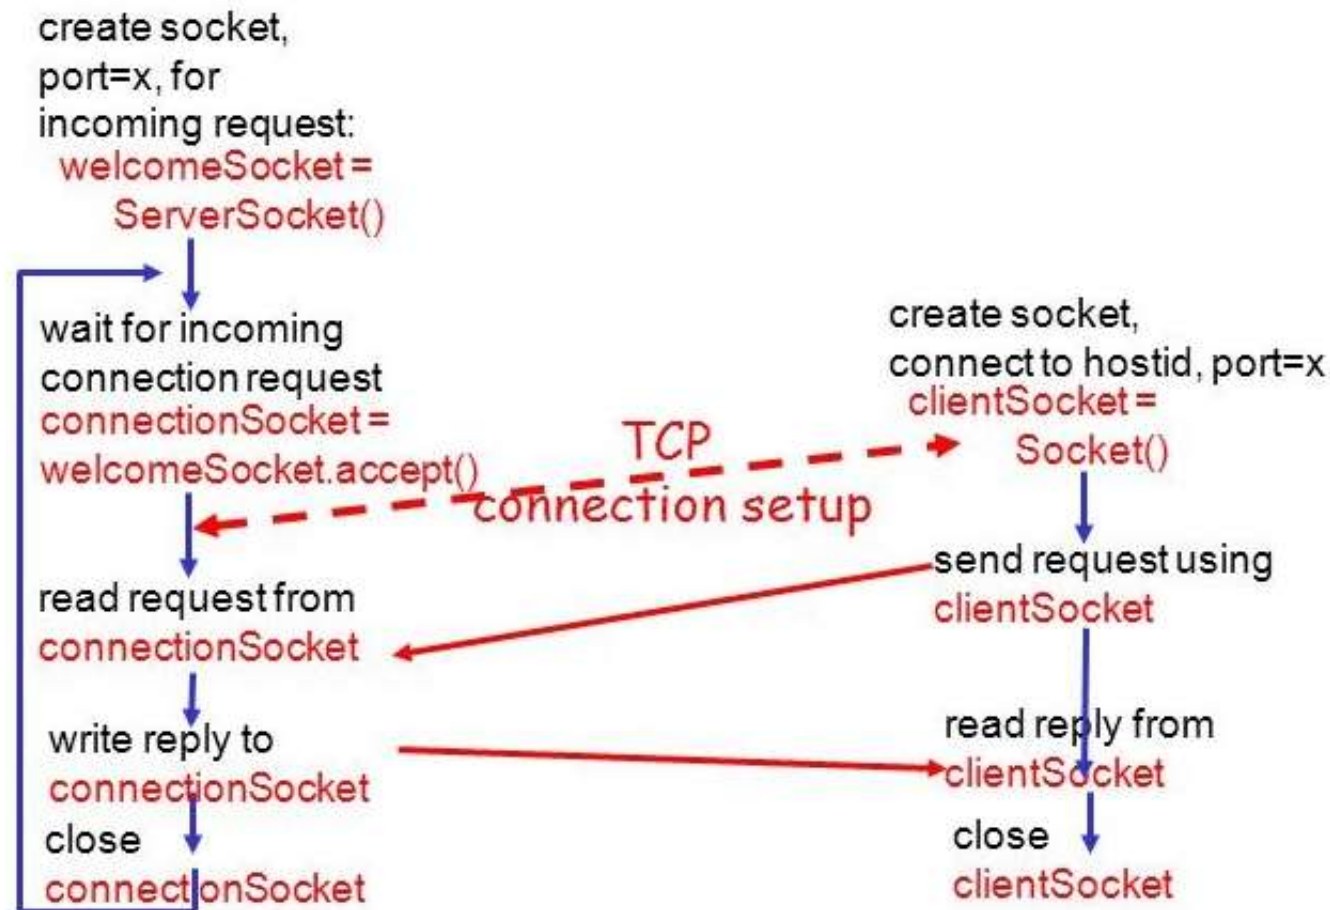 create socket,
port=x, for
incoming request:
welcomeSocket =
ServerSocket()
wait for incoming
connection request
connectionSocket =
welcomeSocket.accept()
read request from
connectionSocket
write reply to
connectionSocket
close
connectionSocket
TCP
connection setup
create socket,
connect to hostid, port=x
clientSocket =
Socket()
send request using
clientSocket
read reply from
clientSocket
close
clientSocket